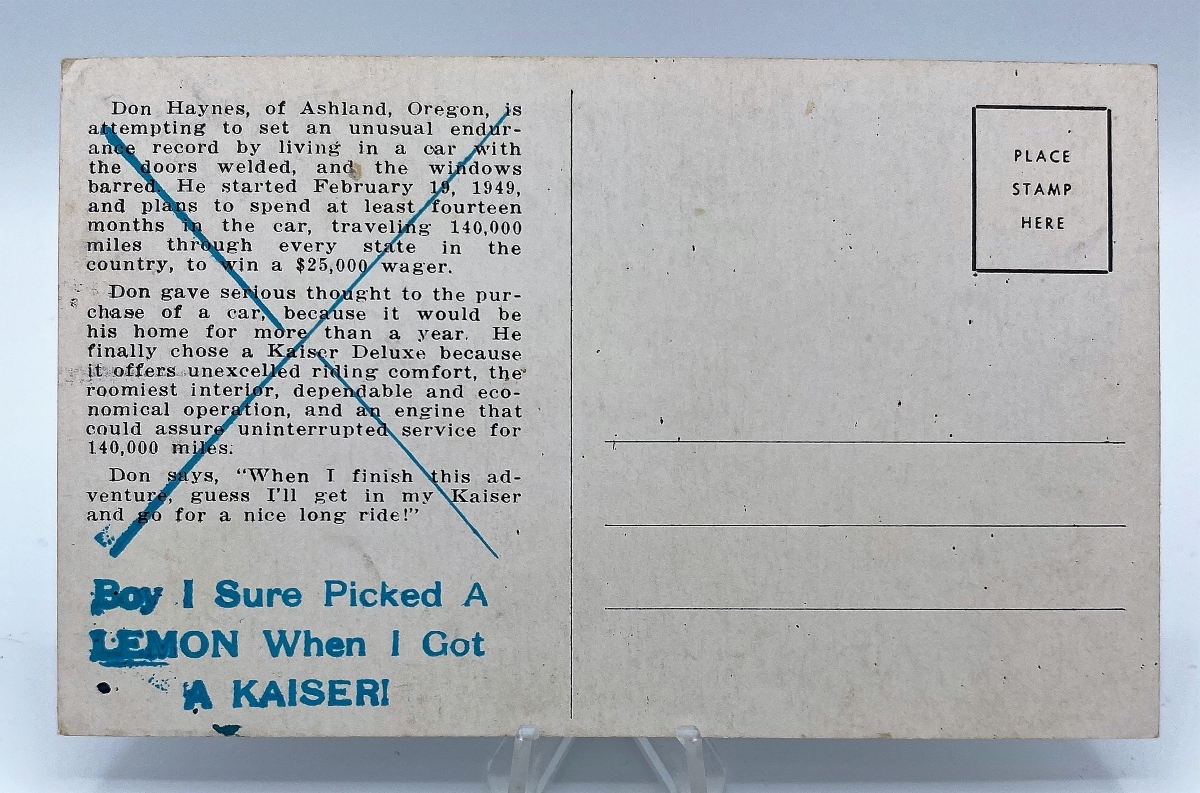 Don Haynes, of Ashland, Oregon, is
attempting to set an unusual endur-
ance record by living in a car with
the doors welded, and the windows
barred. He started February 19, 1949,
and plans to spend at least fourteen
months in the car, traveling 140,000
miles through every state in the
country, to win a $25,000 wager.
Don gave serious thought to the pur-
chase of a car, because it would be
his home for more than a year. He
finally chose a Kaiser Deluxe because
it offers unexcelled riding comfort, the
roomiest interior, dependable and eco-
nomical operation, and an engine that
could assure uninterrupted service for
140,000 miles.
Don says, “When I finish this ad-
venture, guess I'll get in my Kaiser
and go for a nice long ride!”
Boy I Sure Picked A
LEMON When I Got
A KAISER!
PLACE
STAMP
HERE